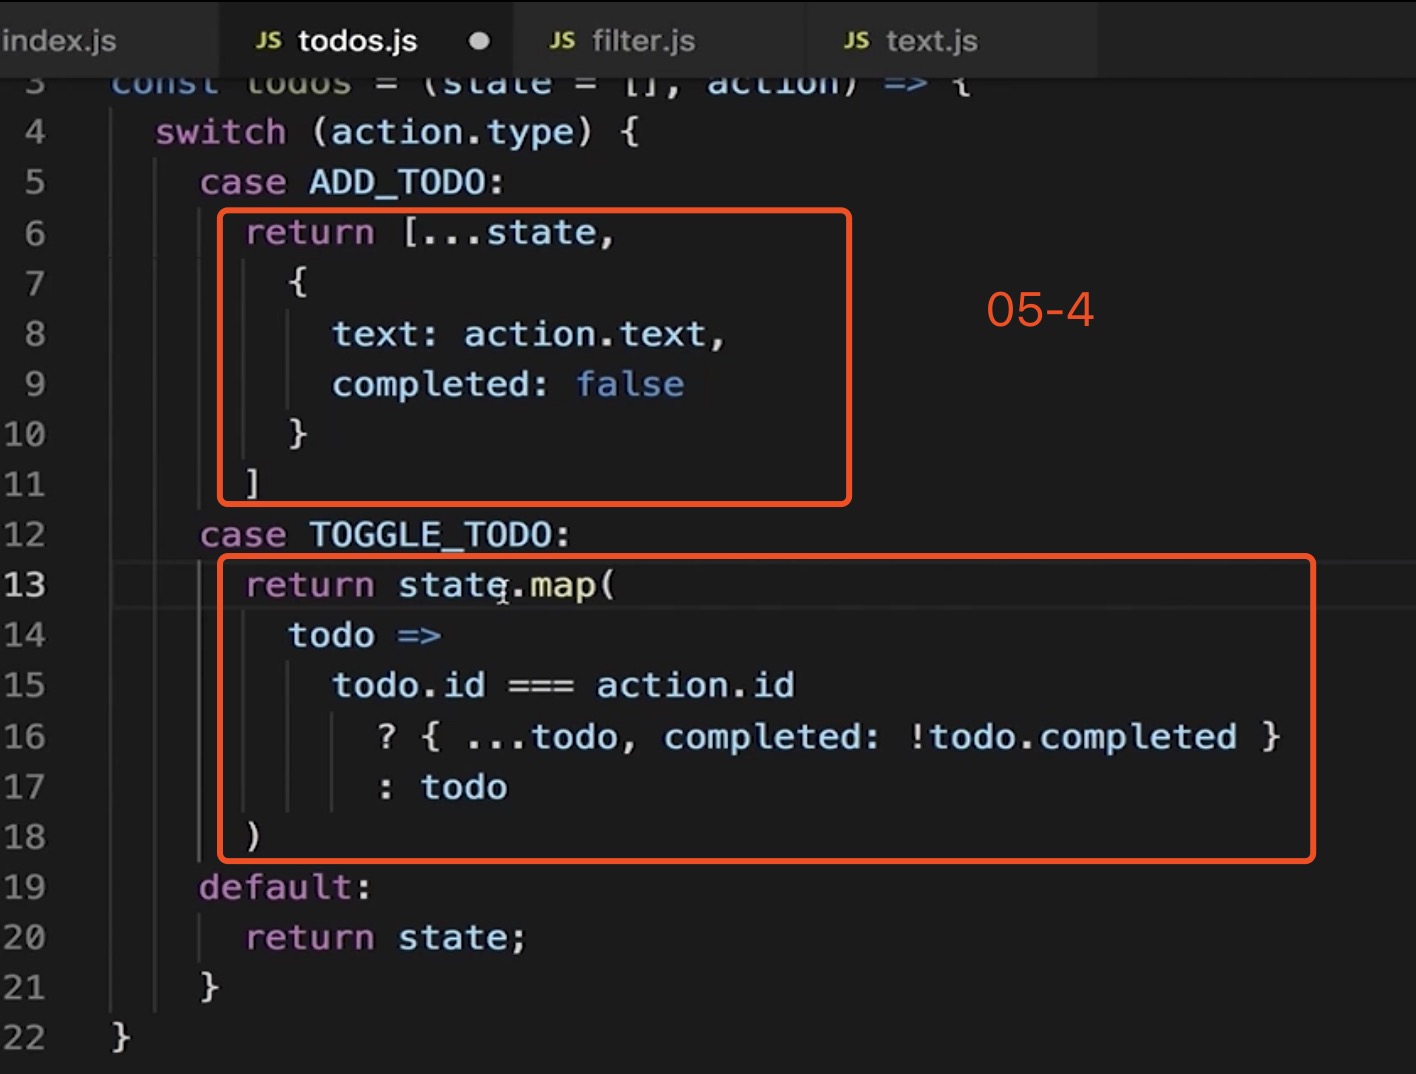 index.js JS todos.js JS filter.js JS text.js
3 const todos = (state = [], action) => {
4 switch (action.type) {
5 case ADD_TODO:
6 return [...state,
7 {
8 text: action.text,
9 completed: false
10 }
11 ]
12 case TOGGLE_TODO:
13 return state.map(
14 todo =>
15 todo.id === action.id
16 ? { ...todo, completed: !todo.completed }
17 : todo
18 )
19 default:
20 return state;
21 }
22 }
05-4